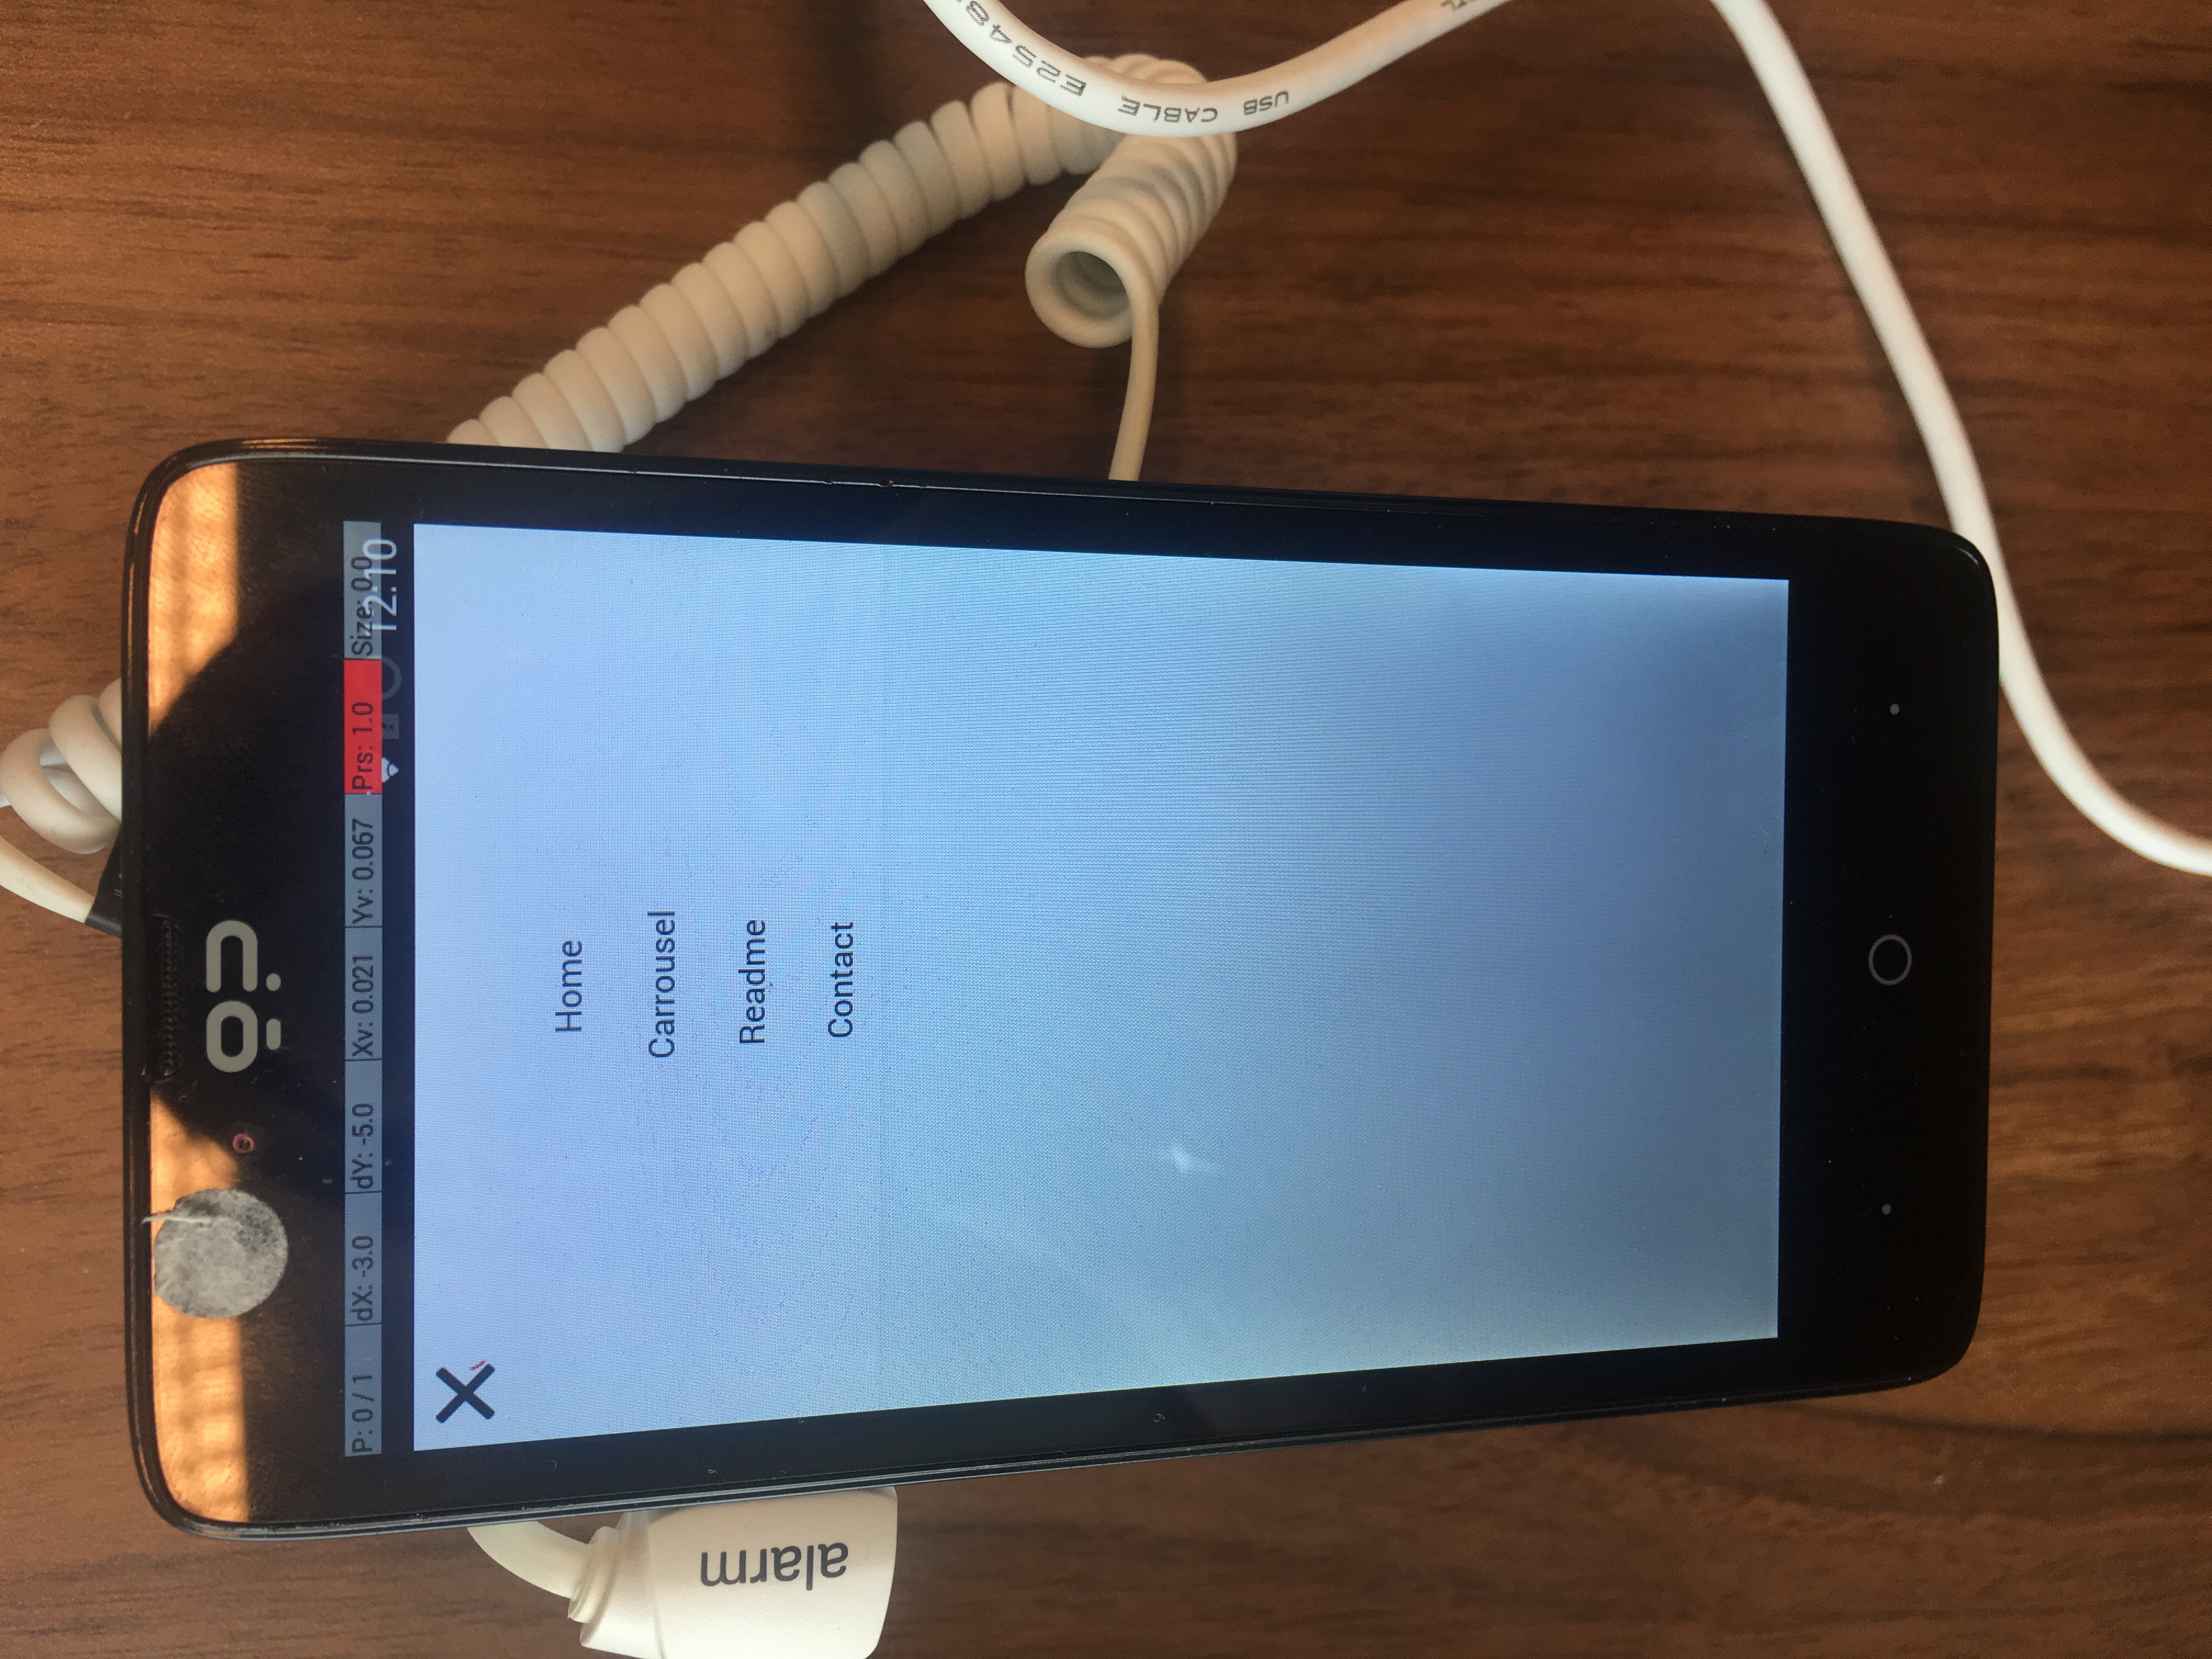 P: 0 / 1 dX: -3.0 dY: -5.0 Xv: 0.021 Yv: 0.067 Prs: 1.0 Size: 0.0
12:10
Home
Carrousel
Readme
Contact
alarm
USB CABLE E2548